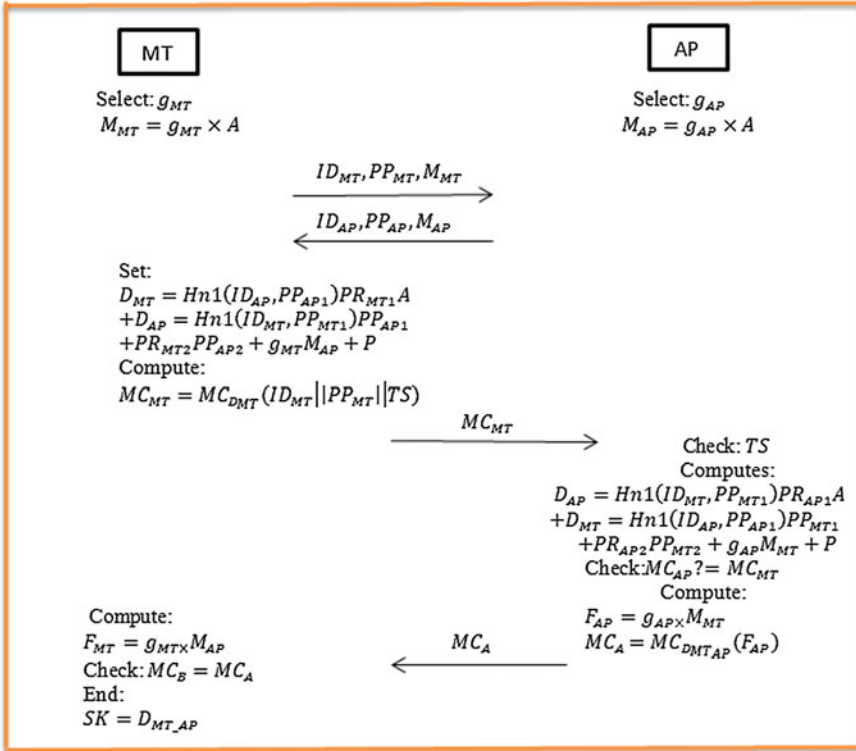 MT
AP
Select: g_MT
M_MT = g_MT × A
Select: g_AP
M_AP = g_AP × A
ID_MT,PP_MT,M_MT
ID_AP,PP_AP,M_AP
Set:
D_MT = Hn1(ID_AP,PP_AP1)PR_MT1A
+D_AP = Hn1(ID_MT,PP_MT1)PP_AP1
+PR_MT2PP_AP2 + g_MTM_AP + P
Compute:
MC_MT = MC_DMT(ID_MT||PP_MT||TS)
MC_MT
Check: TS
Computes:
D_AP = Hn1(ID_MT,PP_MT1)PR_AP1A
+D_MT = Hn1(ID_AP,PP_AP1)PP_MT1
+PR_AP2PP_MT2 + g_APM_MT + P
Check:MC_AP?= MC_MT
Compute:
F_AP = g_AP×M_MT
MC_A = MC_DMT_AP(F_AP)
MC_A
Compute:
F_MT = g_MT×M_AP
Check: MC_B = MC_A
End:
SK = D_MT_AP